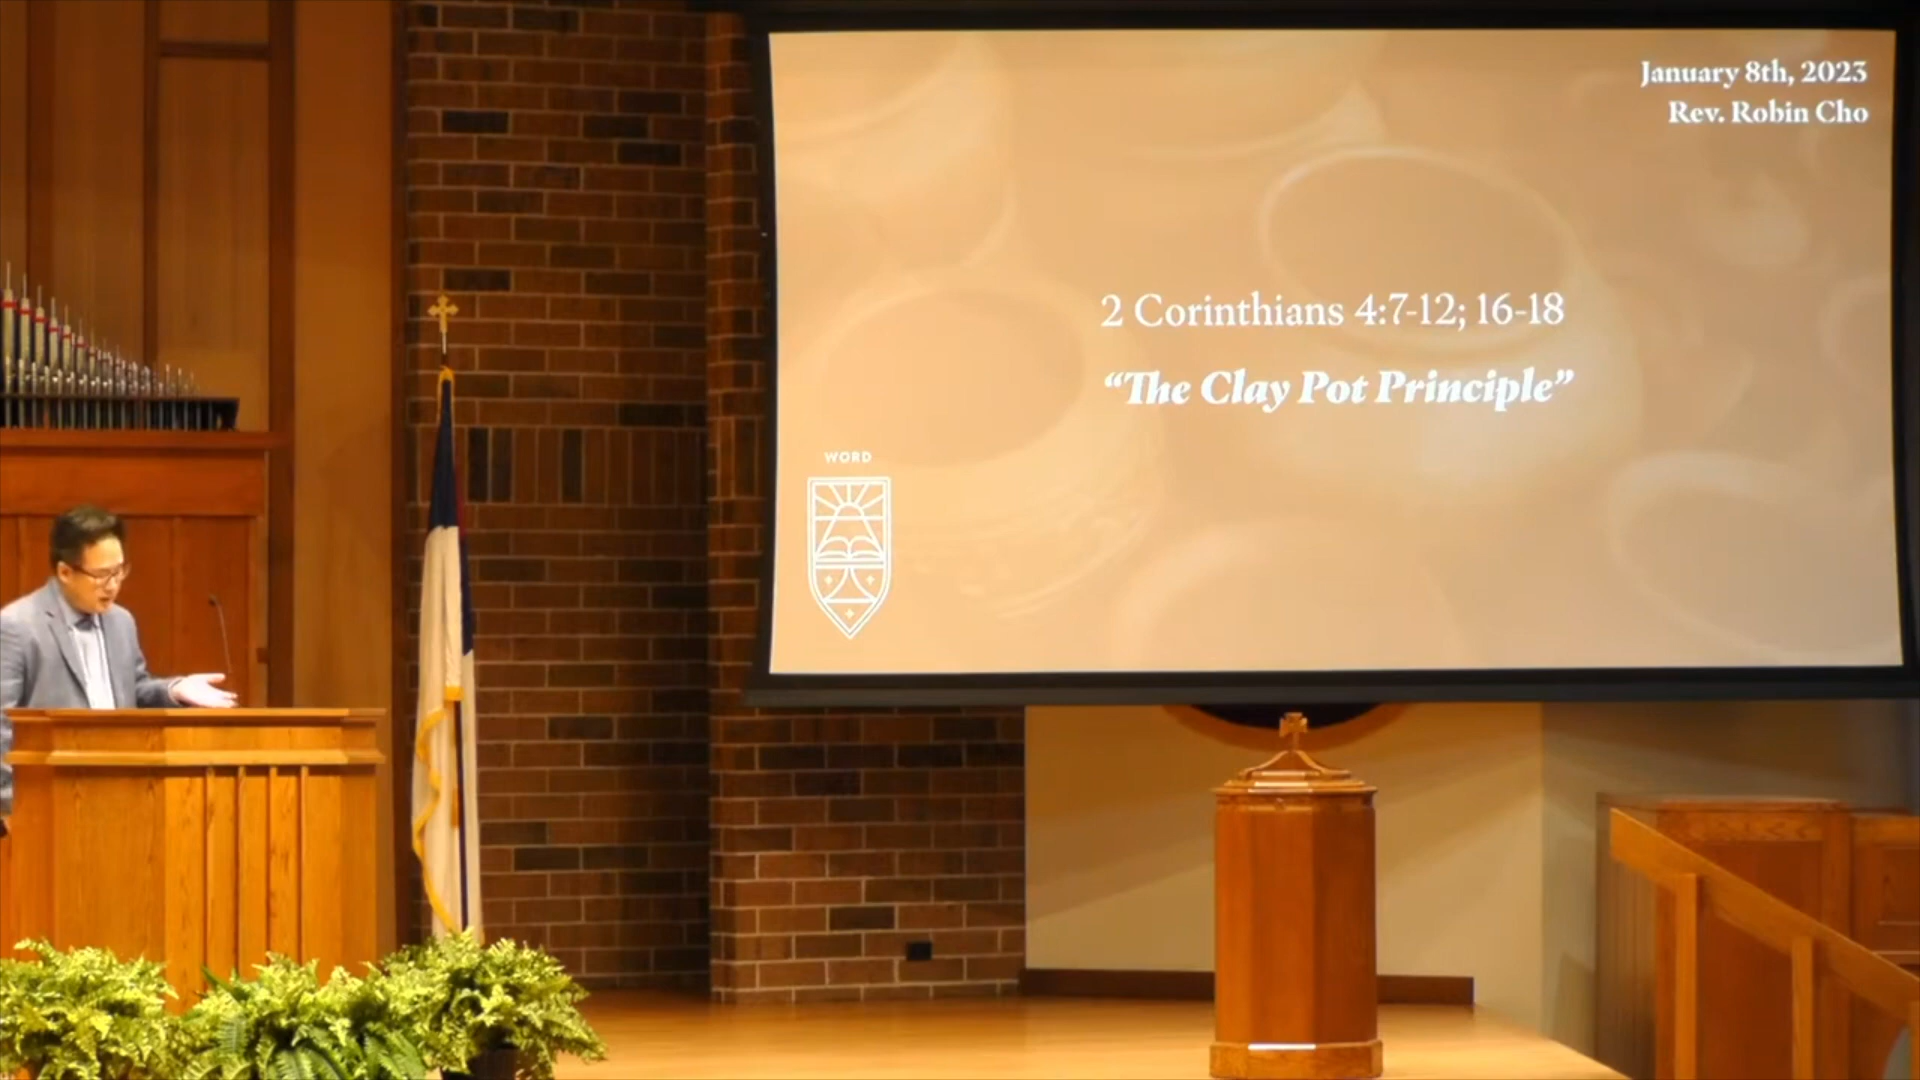 January 8th, 2023
Rev. Robin Cho
2 Corinthians 4:7-12; 16-18
“The Clay Pot Principle”
WORD